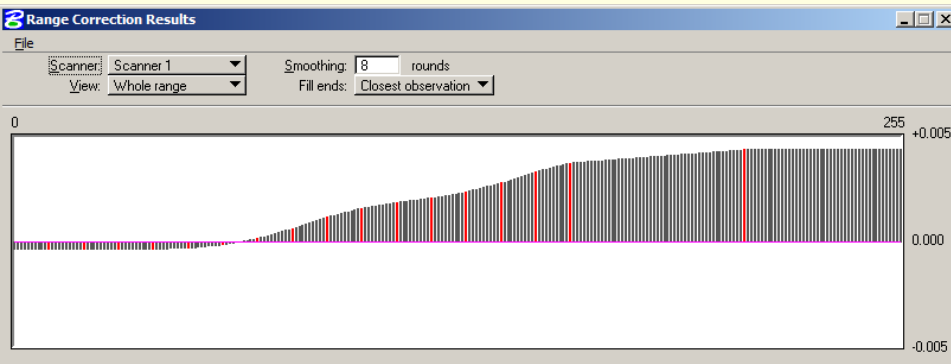 Range Correction Results
File
Scanner: Scanner 1 Smoothing: 8 rounds
View: Whole range Fill ends: Closest observation
0 255
+0.005
0.000
-0.005